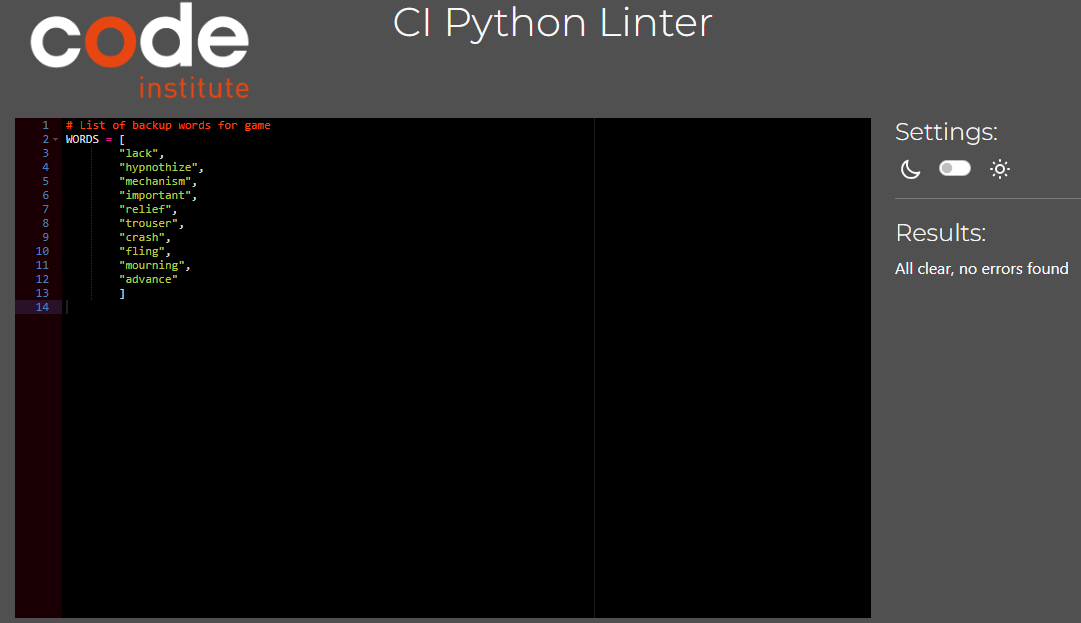 code
institute
CI Python Linter
1 # List of backup words for game
2 WORDS = [
3 "lack",
4 "hypnothize",
5 "mechanism",
6 "important",
7 "relief",
8 "trouser",
9 "crash",
10 "fling",
11 "mourning",
12 "advance"
13 ]
14
Settings:
Results:
All clear, no errors found